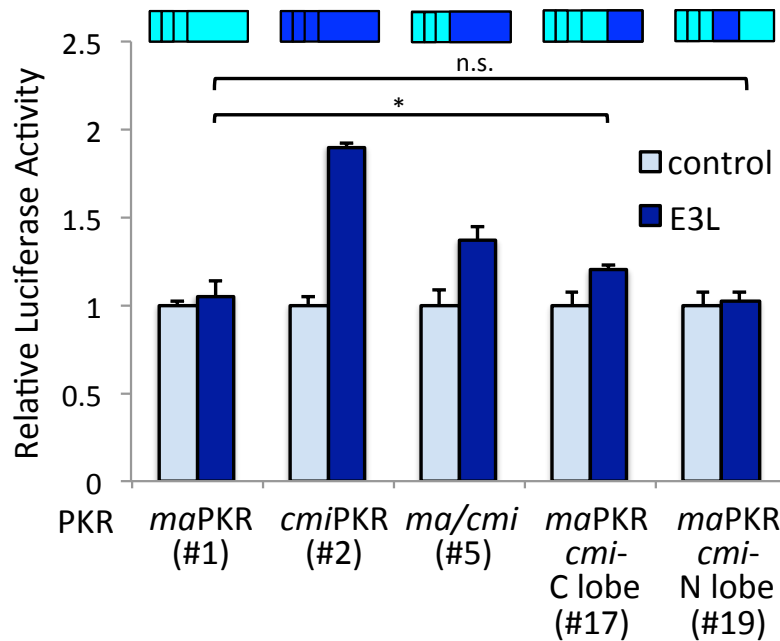 2.5
2
1.5
1
0.5
0
Relative Luciferase Activity
n.s.
*
control
E3L
PKR
maPKR
(#1)
cmiPKR
(#2)
ma/cmi
(#5)
maPKR
cmi-
C lobe
(#17)
maPKR
cmi-
N lobe
(#19)